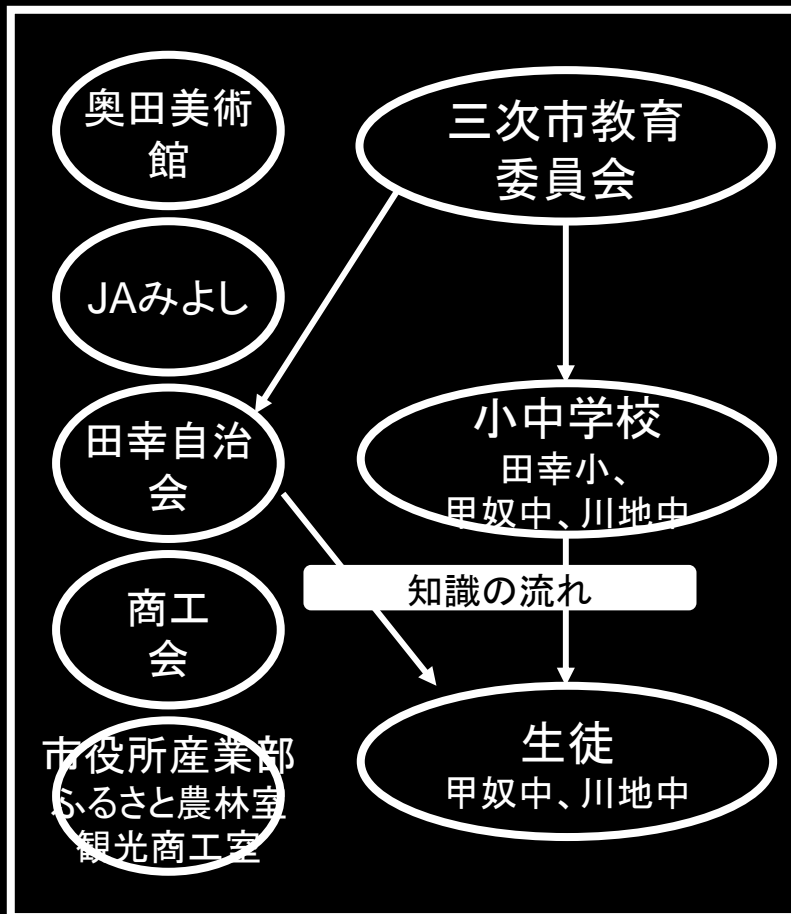 奥田美術
館
三次市教育
委員会
JAみよし
田幸自治
会
小中学校
田幸小、
甲奴中、川地中
知識の流れ
商工
会
生徒
甲奴中、川地中
市役所産業部
ふるさと農林室
観光商工室